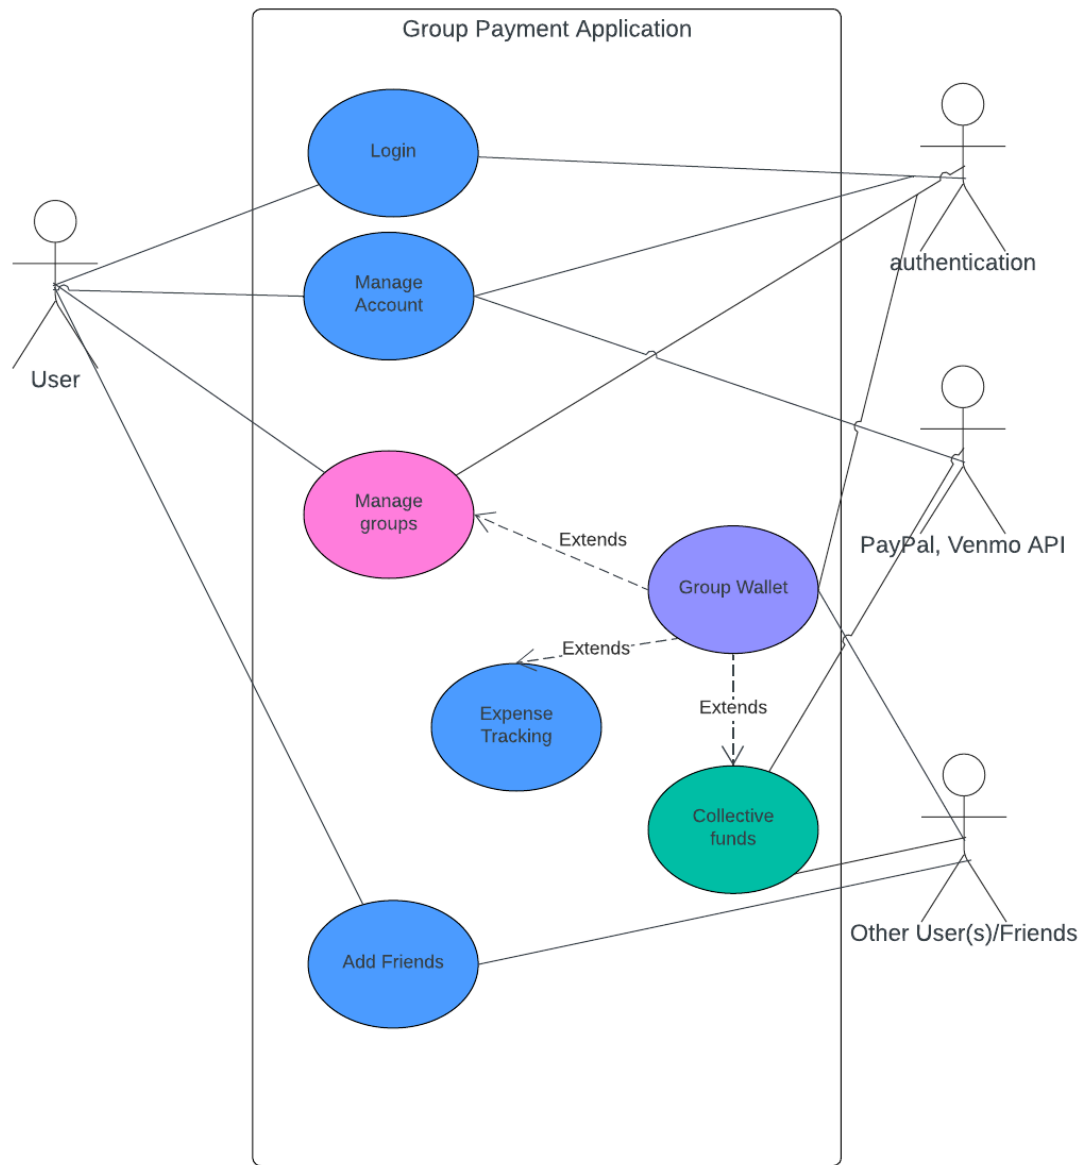 Group Payment Application
Login
authentication
Manage
Account
User
Manage
groups
Extends
PayPal, Venmo API
Group Wallet
Extends
Expense
Tracking
Extends
Collective
funds
Other User(s)/Friends
Add Friends